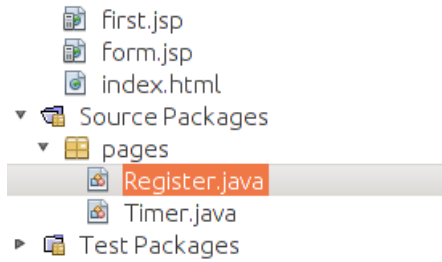 first.jsp
form.jsp
index.html
Source Packages
pages
Register.java
Timer.java
Test Packages